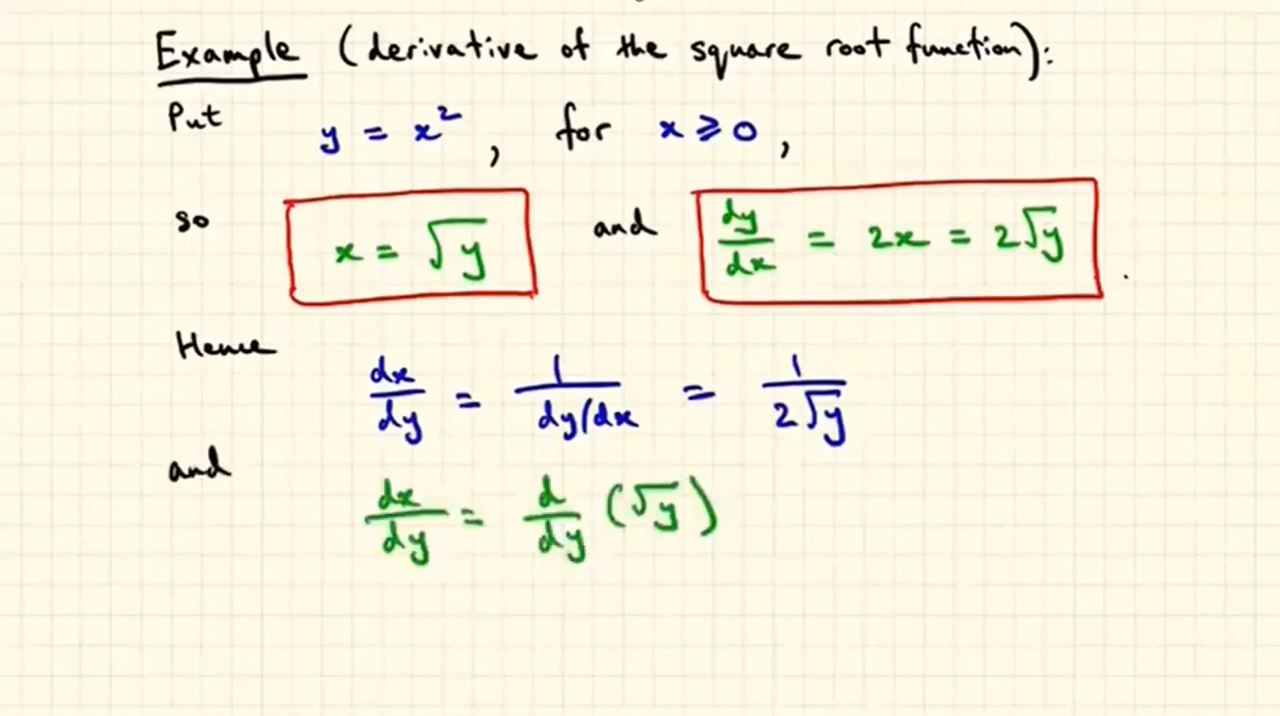 Example (derivative of the square root function):
Put y = x², for x ⩾ 0,
so x = √y and dy/dx = 2x = 2√y .
Hence dx/dy = 1/(dy/dx) = 1/(2√y)
and dx/dy = d/dy (√y)